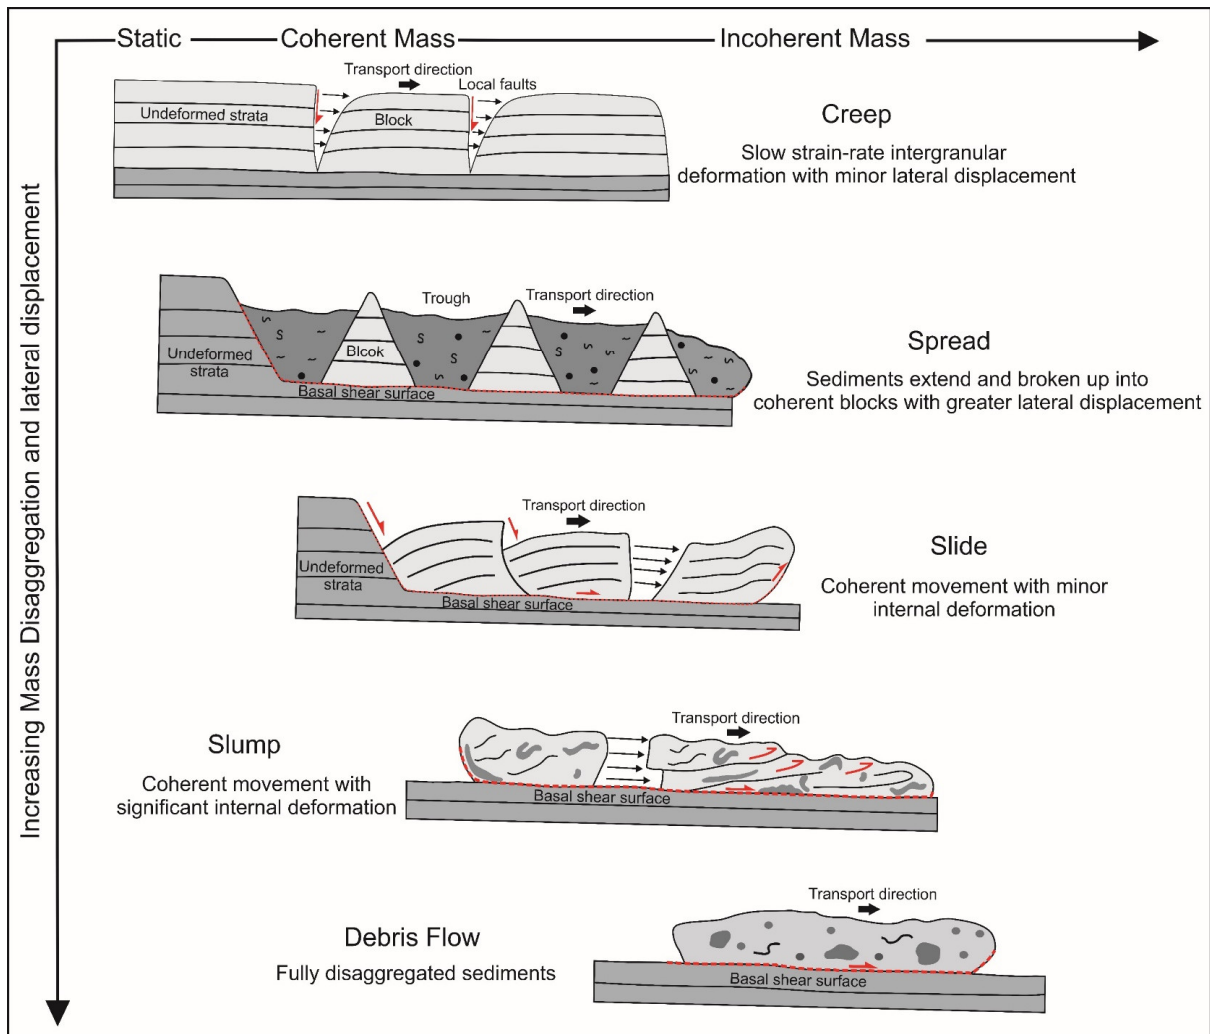 Static
Coherent Mass
Incoherent Mass
Increasing Mass Disaggregation and lateral displacement
Transport direction
Local faults
Undeformed strata
Block
Creep
Slow strain-rate intergranular
deformation with minor lateral displacement
Trough
Transport direction
Undeformed
strata
Blcok
Basal shear surface
Spread
Sediments extend and broken up into
coherent blocks with greater lateral displacement
Transport direction
Undeformed
strata
Basal shear surface
Slide
Coherent movement with minor
internal deformation
Slump
Coherent movement with
significant internal deformation
Transport direction
Basal shear surface
Debris Flow
Fully disaggregated sediments
Transport direction
Basal shear surface